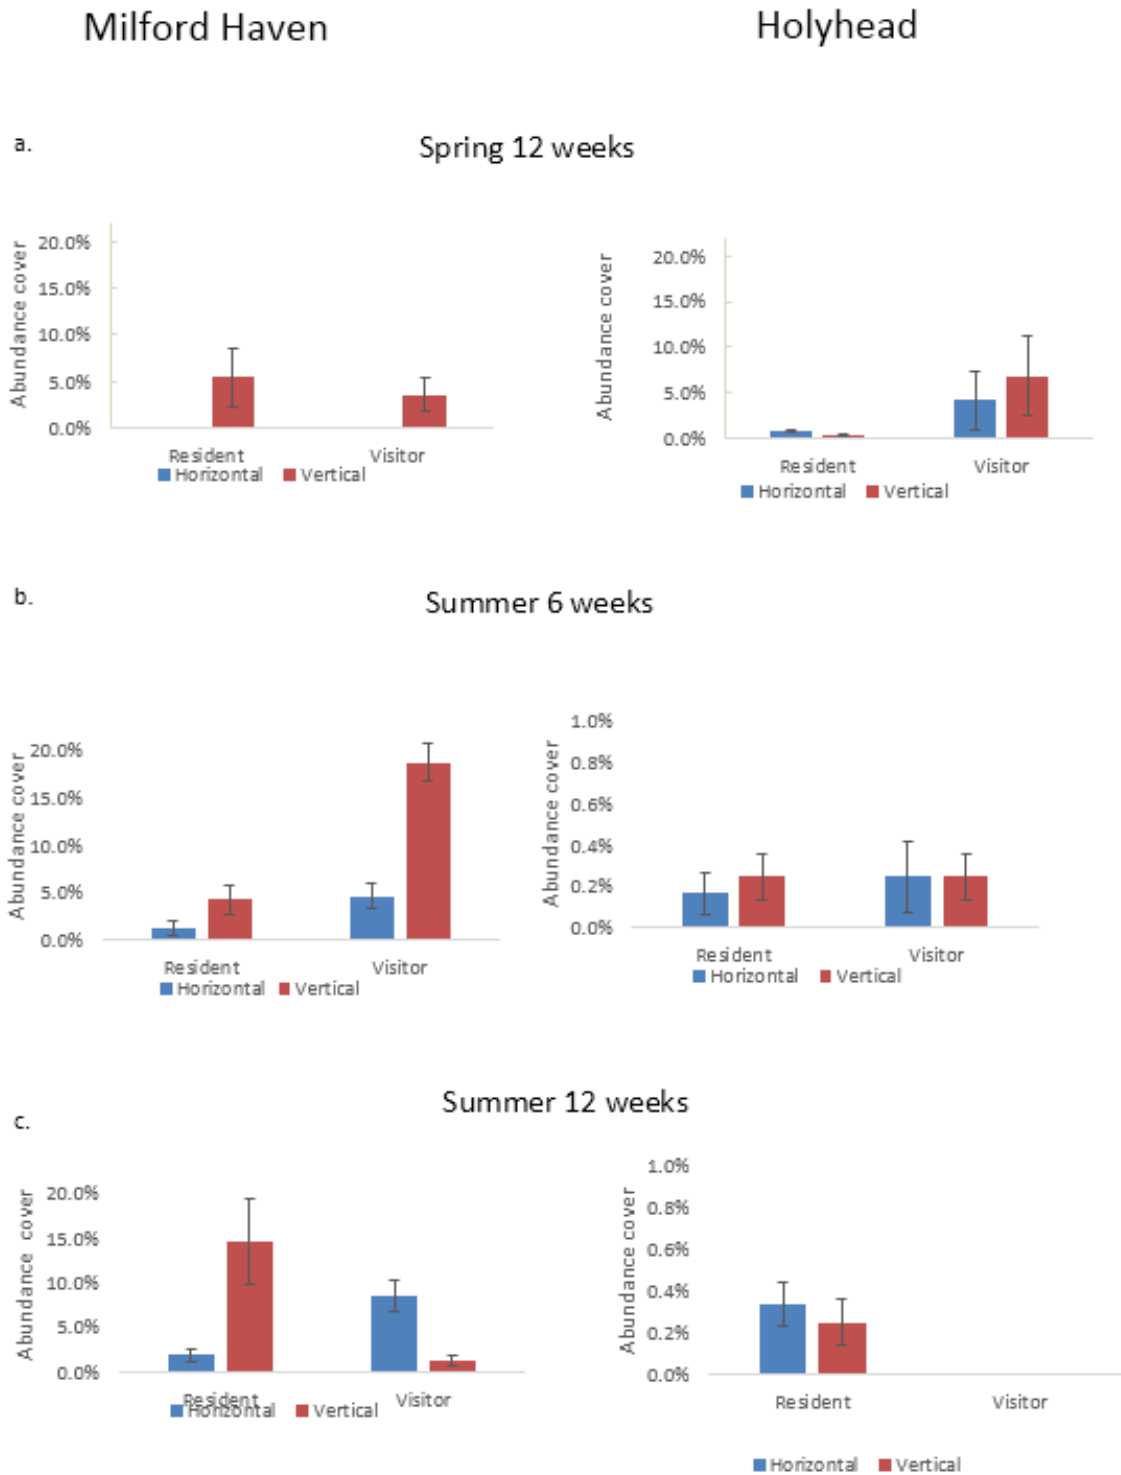 Milford Haven
Holyhead
a.
Spring 12 weeks
Abundance cover
20.0%
15.0%
10.0%
5.0%
0.0%
Resident
Visitor
Horizontal
Vertical
Abundance cover
20.0%
15.0%
10.0%
5.0%
0.0%
Resident
Visitor
Horizontal
Vertical
b.
Summer 6 weeks
Abundance cover
20.0%
15.0%
10.0%
5.0%
0.0%
Resident
Visitor
Horizontal
Vertical
Abundance cover
1.0%
0.8%
0.6%
0.4%
0.2%
0.0%
Resident
Visitor
Horizontal
Vertical
c.
Summer 12 weeks
Abundance cover
20.0%
15.0%
10.0%
5.0%
0.0%
Resident
Visitor
Horizontal
Vertical
Abundance cover
1.0%
0.8%
0.6%
0.4%
0.2%
0.0%
Resident
Visitor
Horizontal
Vertical